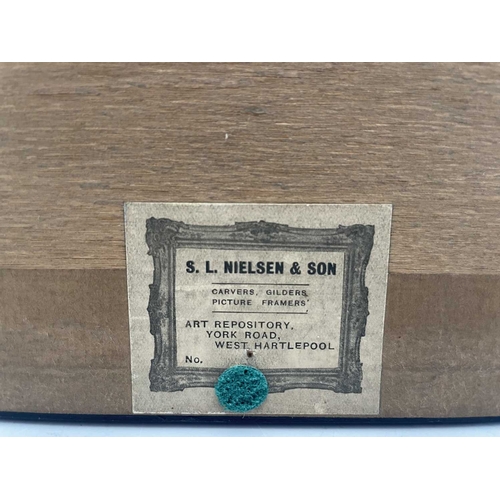 S. L. NIELSEN & SON
CARVERS, GILDERS,
PICTURE FRAMERS
ART REPOSITORY,
YORK ROAD,
WEST HARTLEPOOL
No.